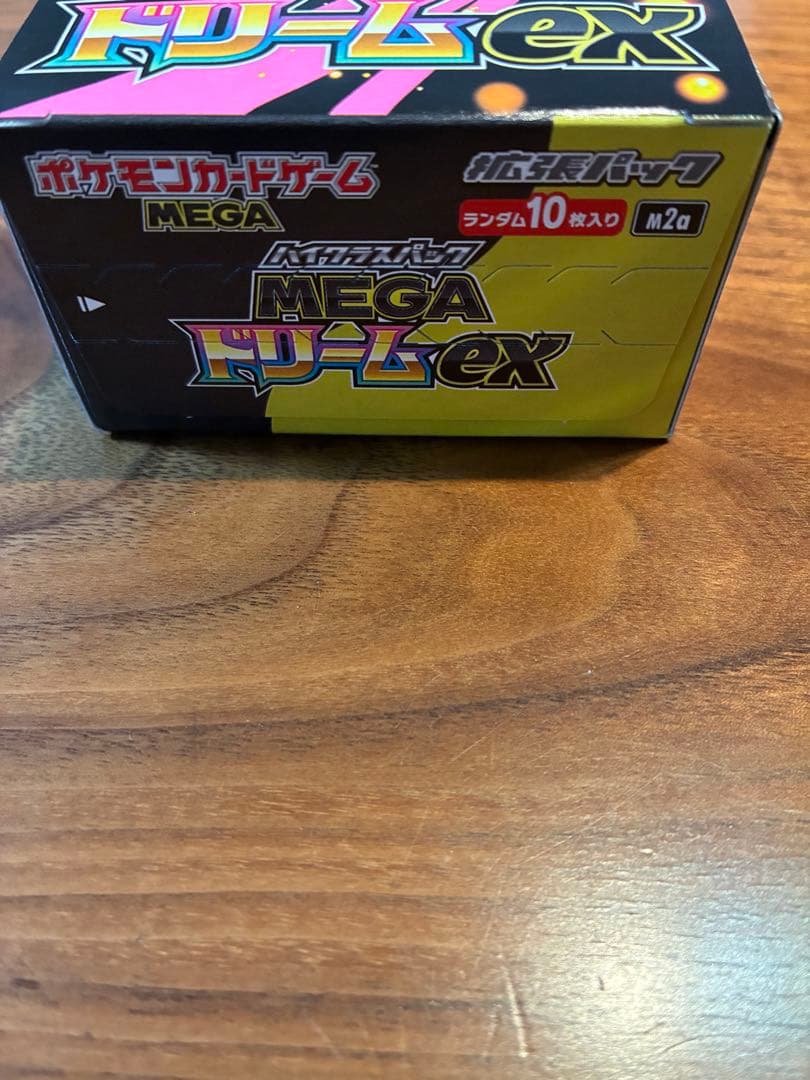 ドリームex
ポケモンカードゲーム
MEGA
拡張パック
ランダム10枚入り
M2a
ハイクラスパック
MEGA
ドリームex